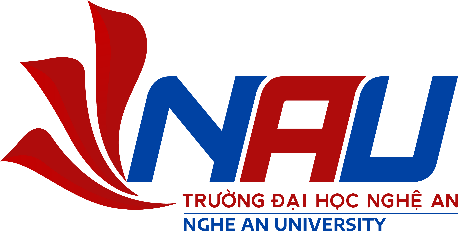 NAU
TRƯỜNG ĐẠI HỌC NGHỆ AN
NGHE AN UNIVERSITY